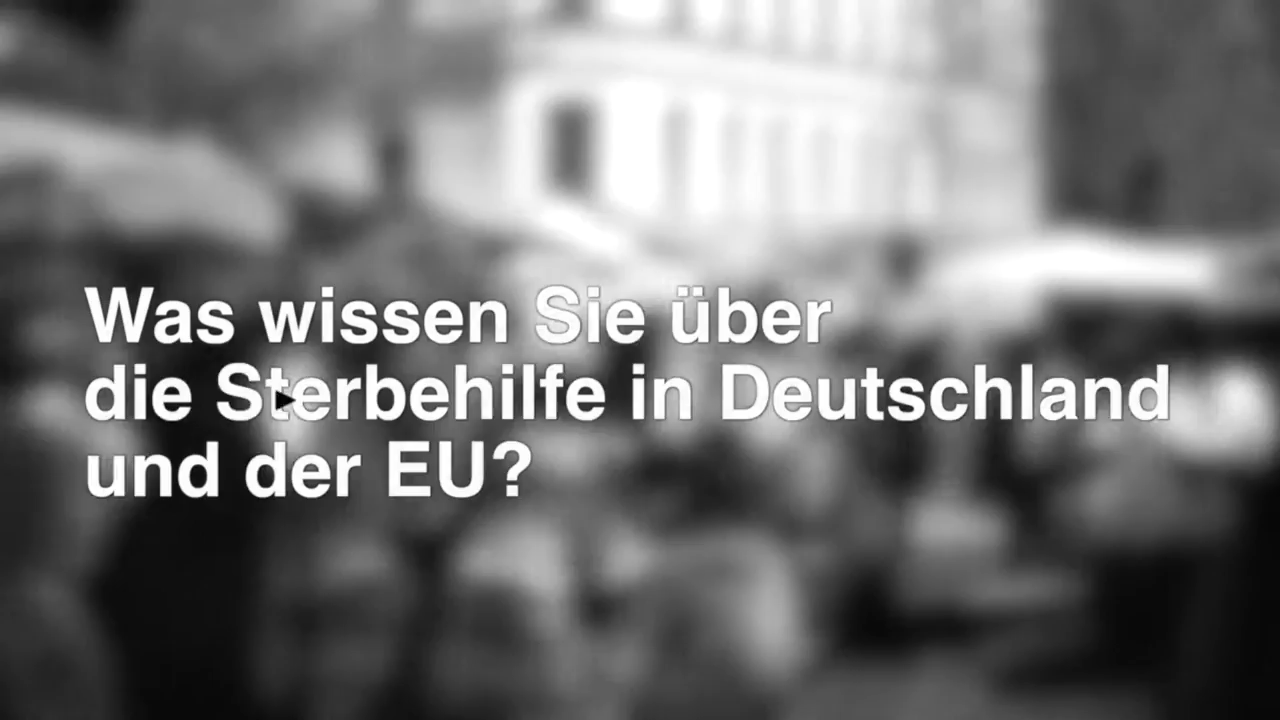 Was wissen Sie über
die Sterbehilfe in Deutschland
und der EU?